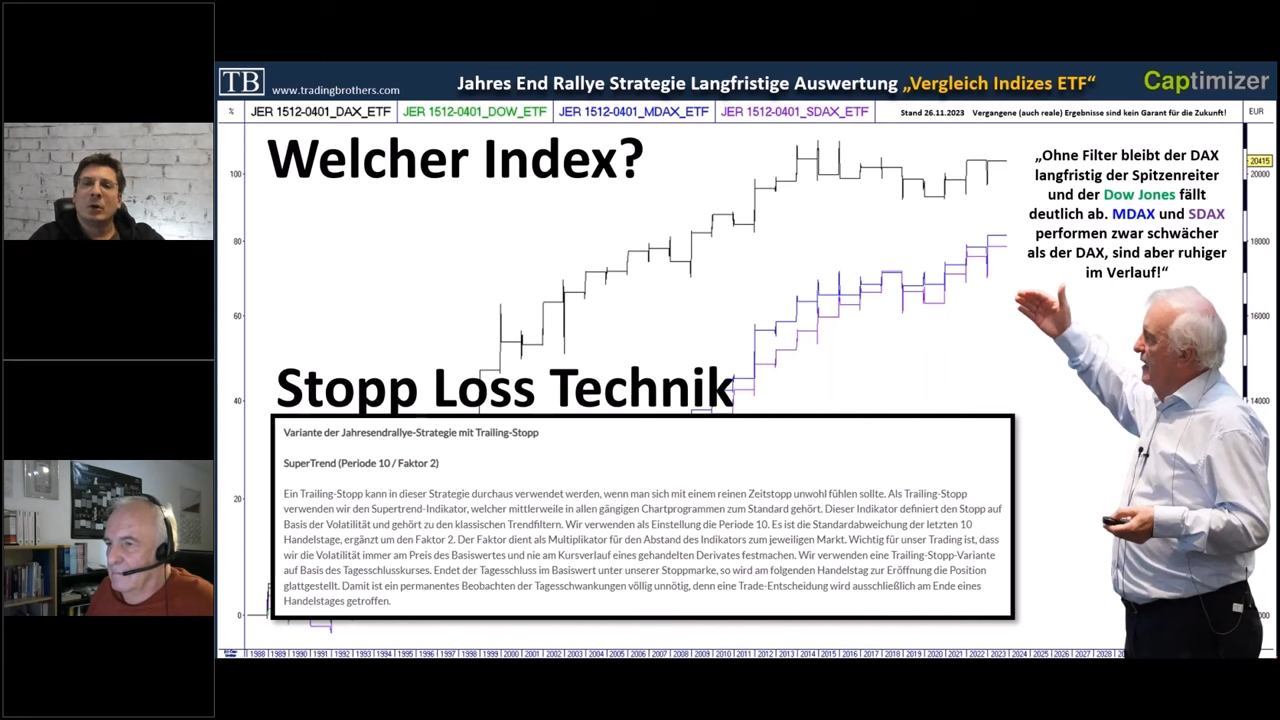 TB
www.tradingbrothers.com
Jahres End Rallye Strategie Langfristige Auswertung „Vergleich Indizes ETF“
Captimizer
%
JER 1512-0401_DAX_ETF
JER 1512-0401_DOW_ETF
JER 1512-0401_MDAX_ETF
JER 1512-0401_SDAX_ETF
Stand 26.11.2023 Vergangene (auch reale) Ergebnisse sind kein Garant für die Zukunft!
EUR
Welcher Index?
„Ohne Filter bleibt der DAX
langfristig der Spitzenreiter
und der Dow Jones fällt
deutlich ab. MDAX und SDAX
performen zwar schwächer
als der DAX, sind aber ruhiger
im Verlauf!“
100
80
60
40
20
0
20415
20000
18000
16000
14000
Stopp Loss Technik
Variante der Jahresendrallye-Strategie mit Trailing-Stopp
SuperTrend (Periode 10 / Faktor 2)
Ein Trailing-Stopp kann in dieser Strategie durchaus verwendet werden, wenn man sich mit einem reinen Zeitstopp unwohl fühlen sollte. Als Trailing-Stopp
verwenden wir den Supertrend-Indikator, welcher mittlerweile in allen gängigen Chartprogrammen zum Standard gehört. Dieser Indikator definiert den Stopp auf
Basis der Volatilität und gehört zu den klassischen Trendfiltern. Wir verwenden als Einstellung die Periode 10. Es ist die Standardabweichung der letzten 10
Handelstage, ergänzt um den Faktor 2. Der Faktor dient als Multiplikator für den Abstand des Indikators zum jeweiligen Markt. Wichtig für unser Trading ist, dass
wir die Volatilität immer am Preis des Basiswertes und nie am Kursverlauf eines gehandelten Derivates festmachen. Wir verwenden eine Trailing-Stopp-Variante
auf Basis des Tagesschlusskurses. Endet der Tagesschluss im Basiswert unter unserer Stoppmarke, so wird am folgenden Handelstag zur Eröffnung die Position
glattgestellt. Damit ist ein permanentes Beobachten der Tagesschwankungen völlig unnötig, denn eine Trade-Entscheidung wird ausschließlich am Ende eines
Handelstages getroffen.
1988 1989 1990 1991 1992 1993 1994 1995 1996 1997 1998 1999 2000 2001 2002 2003 2004 2005 2006 2007 2008 2009 2010 2011 2012 2013 2014 2015 2016 2017 2018 2019 2020 2021 2022 2023 2024 2025 2026 2027 2028